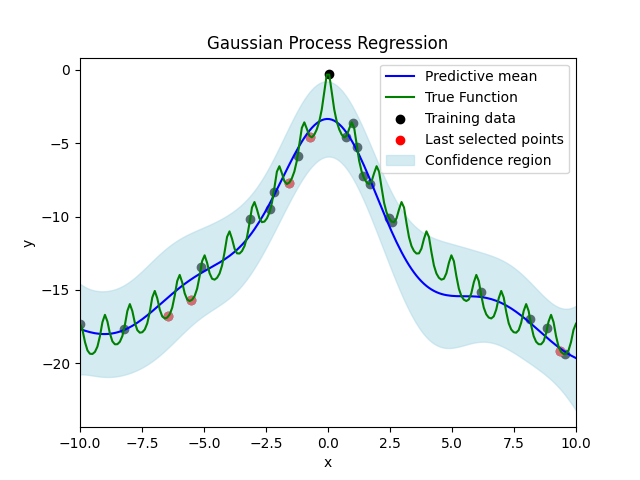 Gaussian Process Regression
Predictive mean
True Function
Training data
Last selected points
Confidence region
y
0
−5
−10
−15
−20
−10.0 −7.5 −5.0 −2.5 0.0 2.5 5.0 7.5 10.0
x